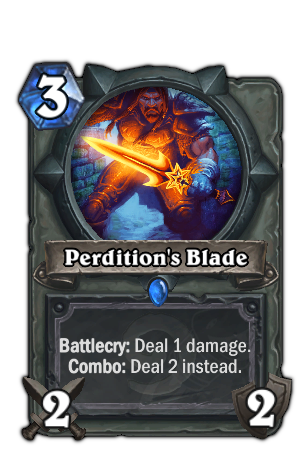 3
Perdition's Blade
Battlecry: Deal 1 damage.
Combo: Deal 2 instead.
2 2